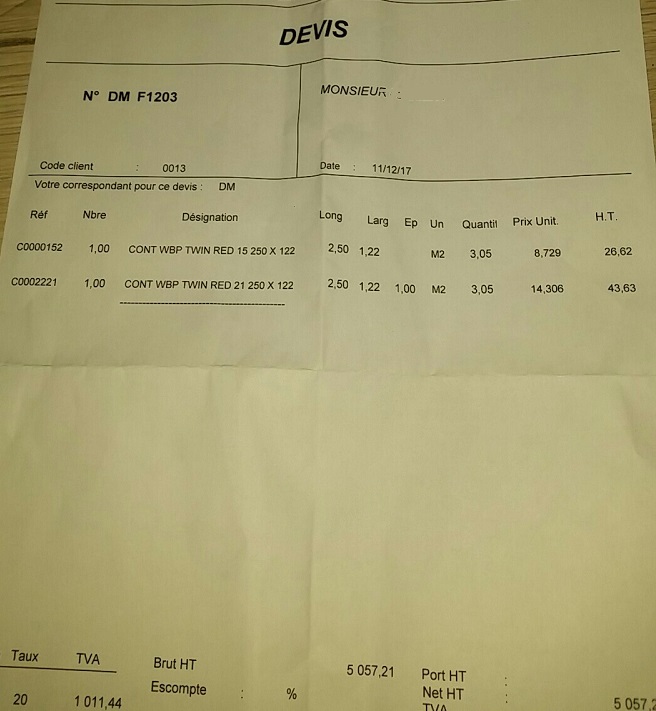 DEVIS
N° DM F1203
MONSIEUR :
Code client : 0013
Date : 11/12/17
Votre correspondant pour ce devis : DM
Réf Nbre Désignation Long Larg Ep Un Quantit Prix Unit. H.T.
C0000152 1,00 CONT WBP TWIN RED 15 250 X 122 2,50 1,22 M2 3,05 8,729 26,62
C0002221 1,00 CONT WBP TWIN RED 21 250 X 122 2,50 1,22 1,00 M2 3,05 14,306 43,63
Taux TVA Brut HT 5 057,21 Port HT :
Escompte : % Net HT : 5 057,2
20 1 011,44 TVA